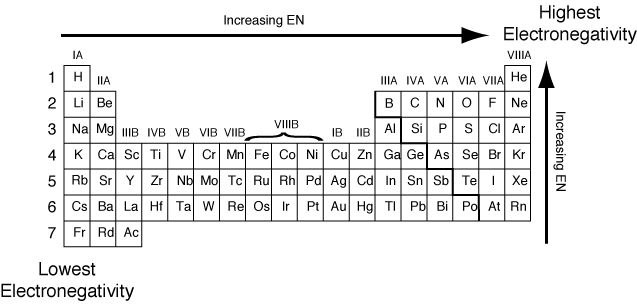 Increasing EN
Highest
Electronegativity
IA
VIIIA
1 H He
IIA IIIA IVA VA VIA VIIA
2 Li Be B C N O F Ne
3 Na Mg Al Si P S Cl Ar
IIIB IVB VB VIB VIIB VIIIB IB IIB
4 K Ca Sc Ti V Cr Mn Fe Co Ni Cu Zn Ga Ge As Se Br Kr
5 Rb Sr Y Zr Nb Mo Tc Ru Rh Pd Ag Cd In Sn Sb Te I Xe
6 Cs Ba La Hf Ta W Re Os Ir Pt Au Hg Tl Pb Bi Po At Rn
7 Fr Rd Ac
Increasing EN
Lowest
Electronegativity